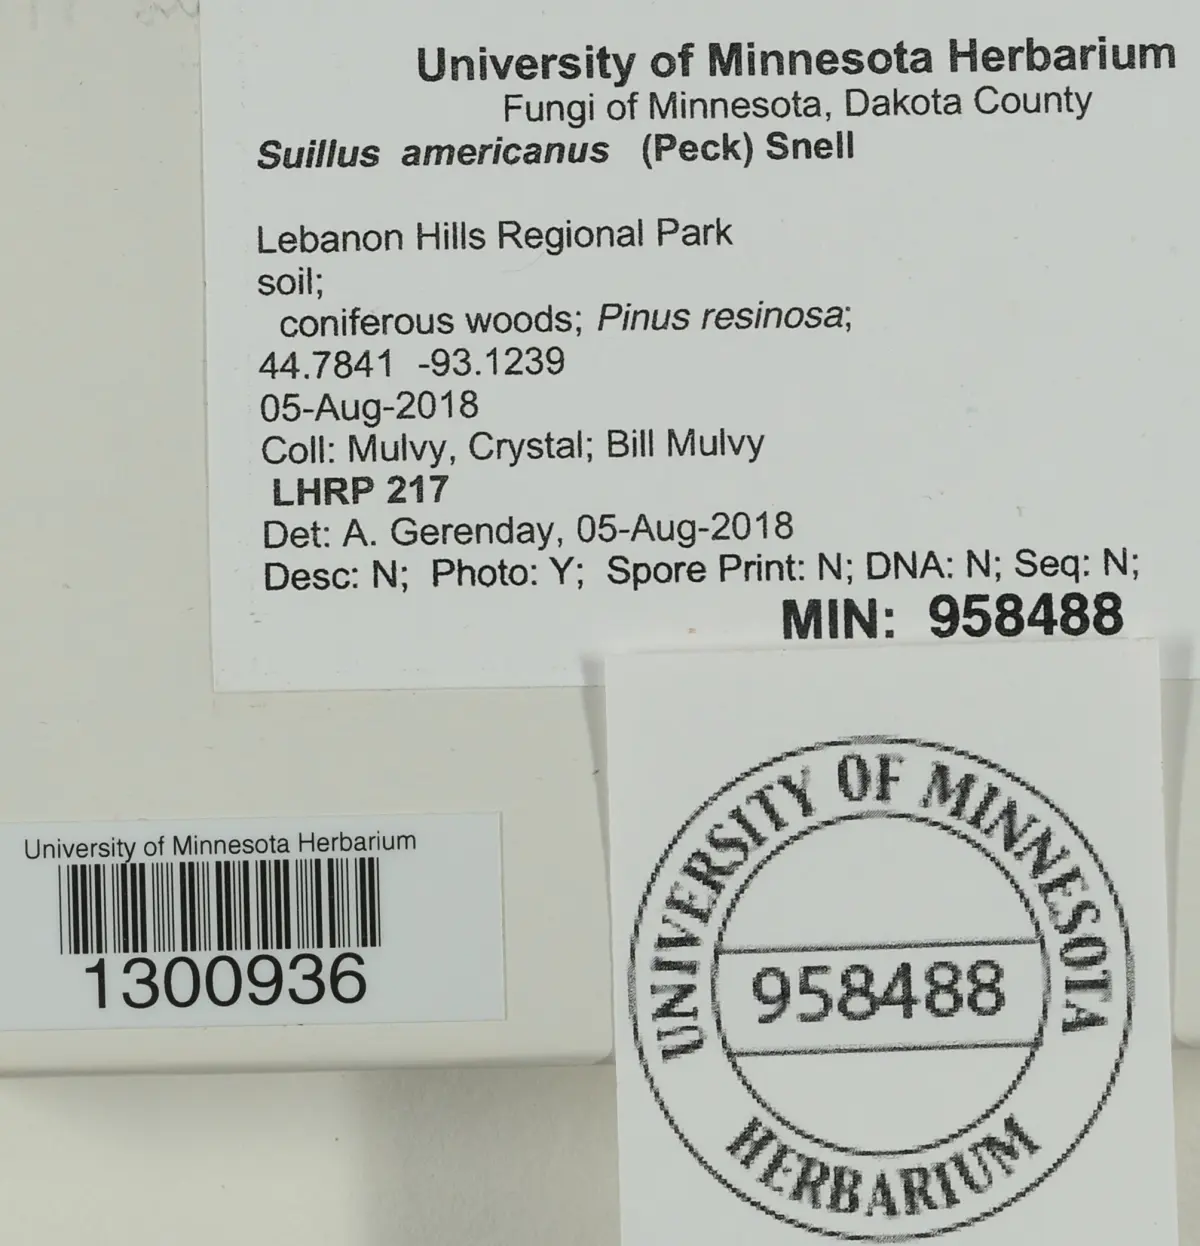 University of Minnesota Herbarium
Fungi of Minnesota, Dakota County
Suillus americanus (Peck) Snell
Lebanon Hills Regional Park
soil;
coniferous woods; Pinus resinosa;
44.7841 -93.1239
05-Aug-2018
Coll: Mulvy, Crystal; Bill Mulvy
LHRP 217
Det: A. Gerenday, 05-Aug-2018
Desc: N; Photo: Y; Spore Print: N; DNA: N; Seq: N;
MIN: 958488
University of Minnesota Herbarium
1300936
UNIVERSITY OF MINNESOTA
958488
HERBARIUM